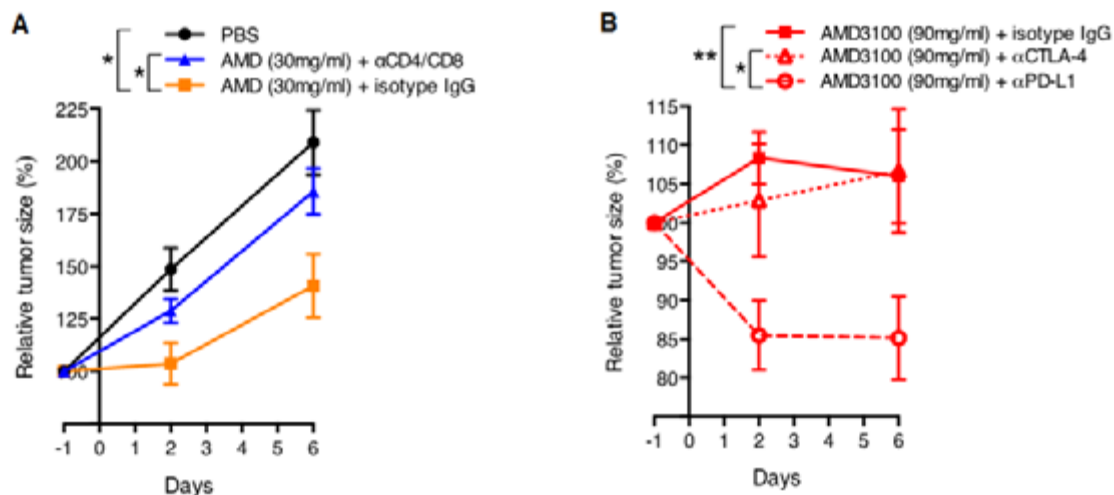 A
PBS
AMD (30mg/ml) + αCD4/CD8
AMD (30mg/ml) + isotype IgG
*
*
225
200
175
150
125
100
Relative tumor size (%)
-1 0 1 2 3 4 5 6
Days
B
AMD3100 (90mg/ml) + isotype IgG
AMD3100 (90mg/ml) + αCTLA-4
AMD3100 (90mg/ml) + αPD-L1
**
*
115
110
105
100
95
90
85
80
Relative tumor size (%)
-1 0 1 2 3 4 5 6
Days